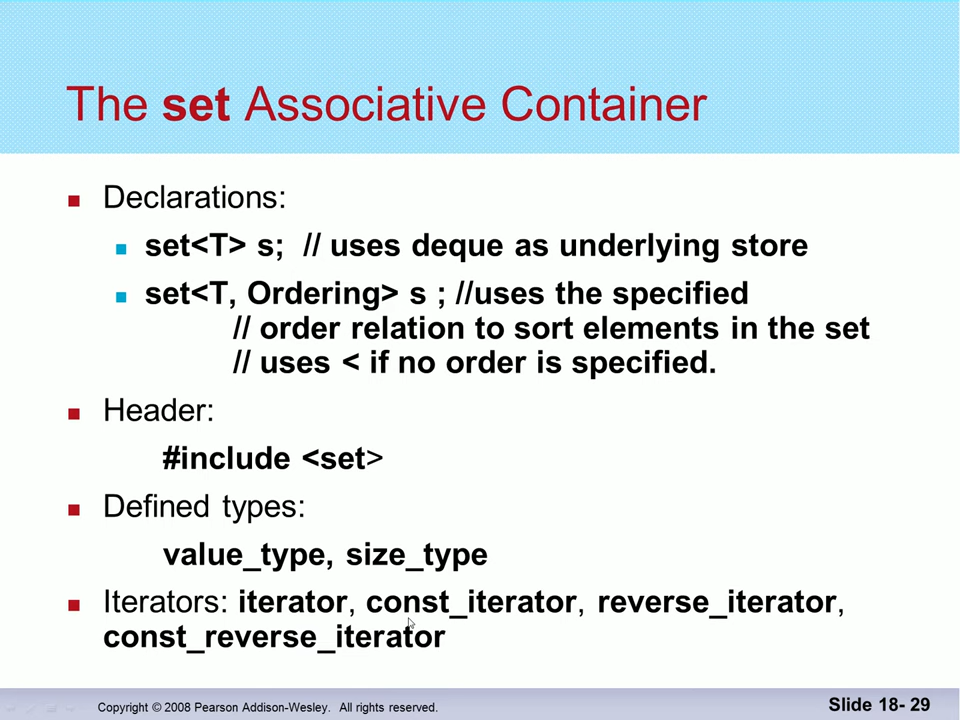 The set Associative Container
Declarations:
set<T> s; // uses deque as underlying store
set<T, Ordering> s ; //uses the specified
// order relation to sort elements in the set
// uses < if no order is specified.
Header:
#include <set>
Defined types:
value_type, size_type
Iterators: iterator, const_iterator, reverse_iterator,
const_reverse_iterator
Copyright © 2008 Pearson Addison-Wesley. All rights reserved.
Slide 18- 29